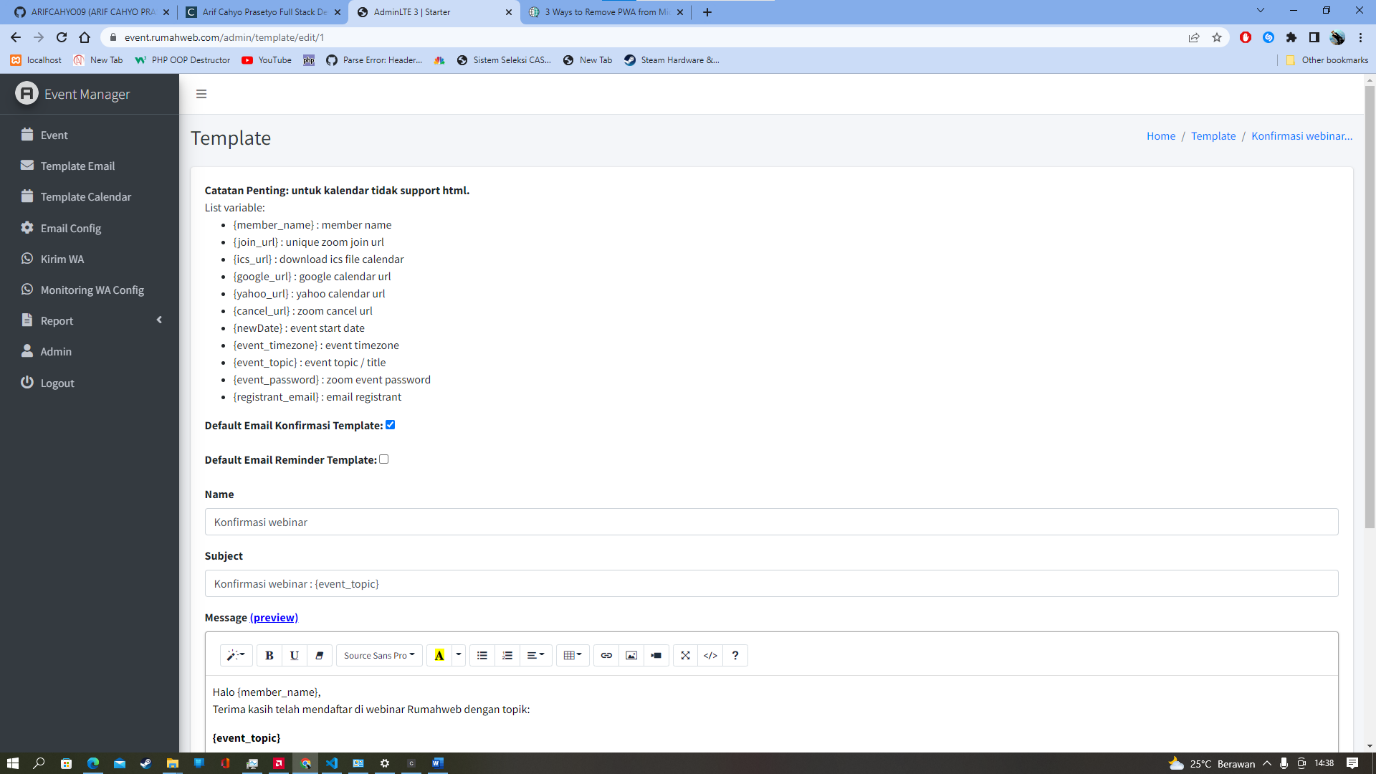 ARIFCAHYO09 (ARIF CAHYO PRA
Arif Cahyo Prasetyo Full Stack De
AdminLTE 3 | Starter
3 Ways to Remove PWA from Mi
event.rumahweb.com/admin/template/edit/1
localhost
New Tab
PHP OOP Destructor
YouTube
Parse Error: Header...
Sistem Seleksi CAS...
New Tab
Steam Hardware &...
Other bookmarks
Event Manager
Event
Template Email
Template Calendar
Email Config
Kirim WA
Monitoring WA Config
Report
Admin
Logout
Template
Home / Template / Konfirmasi webinar...
Catatan Penting: untuk kalendar tidak support html.
List variable:
• {member_name} : member name
• {join_url} : unique zoom join url
• {ics_url} : download ics file calendar
• {google_url} : google calendar url
• {yahoo_url} : yahoo calendar url
• {cancel_url} : zoom cancel url
• {newDate} : event start date
• {event_timezone} : event timezone
• {event_topic} : event topic / title
• {event_password} : zoom event password
• {registrant_email} : email registrant
Default Email Konfirmasi Template:
Default Email Reminder Template:
Name
Konfirmasi webinar
Subject
Konfirmasi webinar : {event_topic}
Message (preview)
B U Source Sans Pro A </> ?
Halo {member_name},
Terima kasih telah mendaftar di webinar Rumahweb dengan topik:
{event_topic}
25°C Berawan 14:38